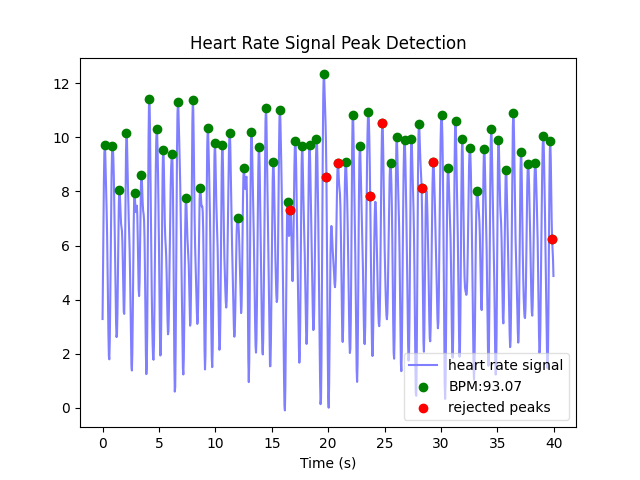 Heart Rate Signal Peak Detection
12
10
8
6
4
2
0
heart rate signal
BPM:93.07
rejected peaks
0 5 10 15 20 25 30 35 40
Time (s)